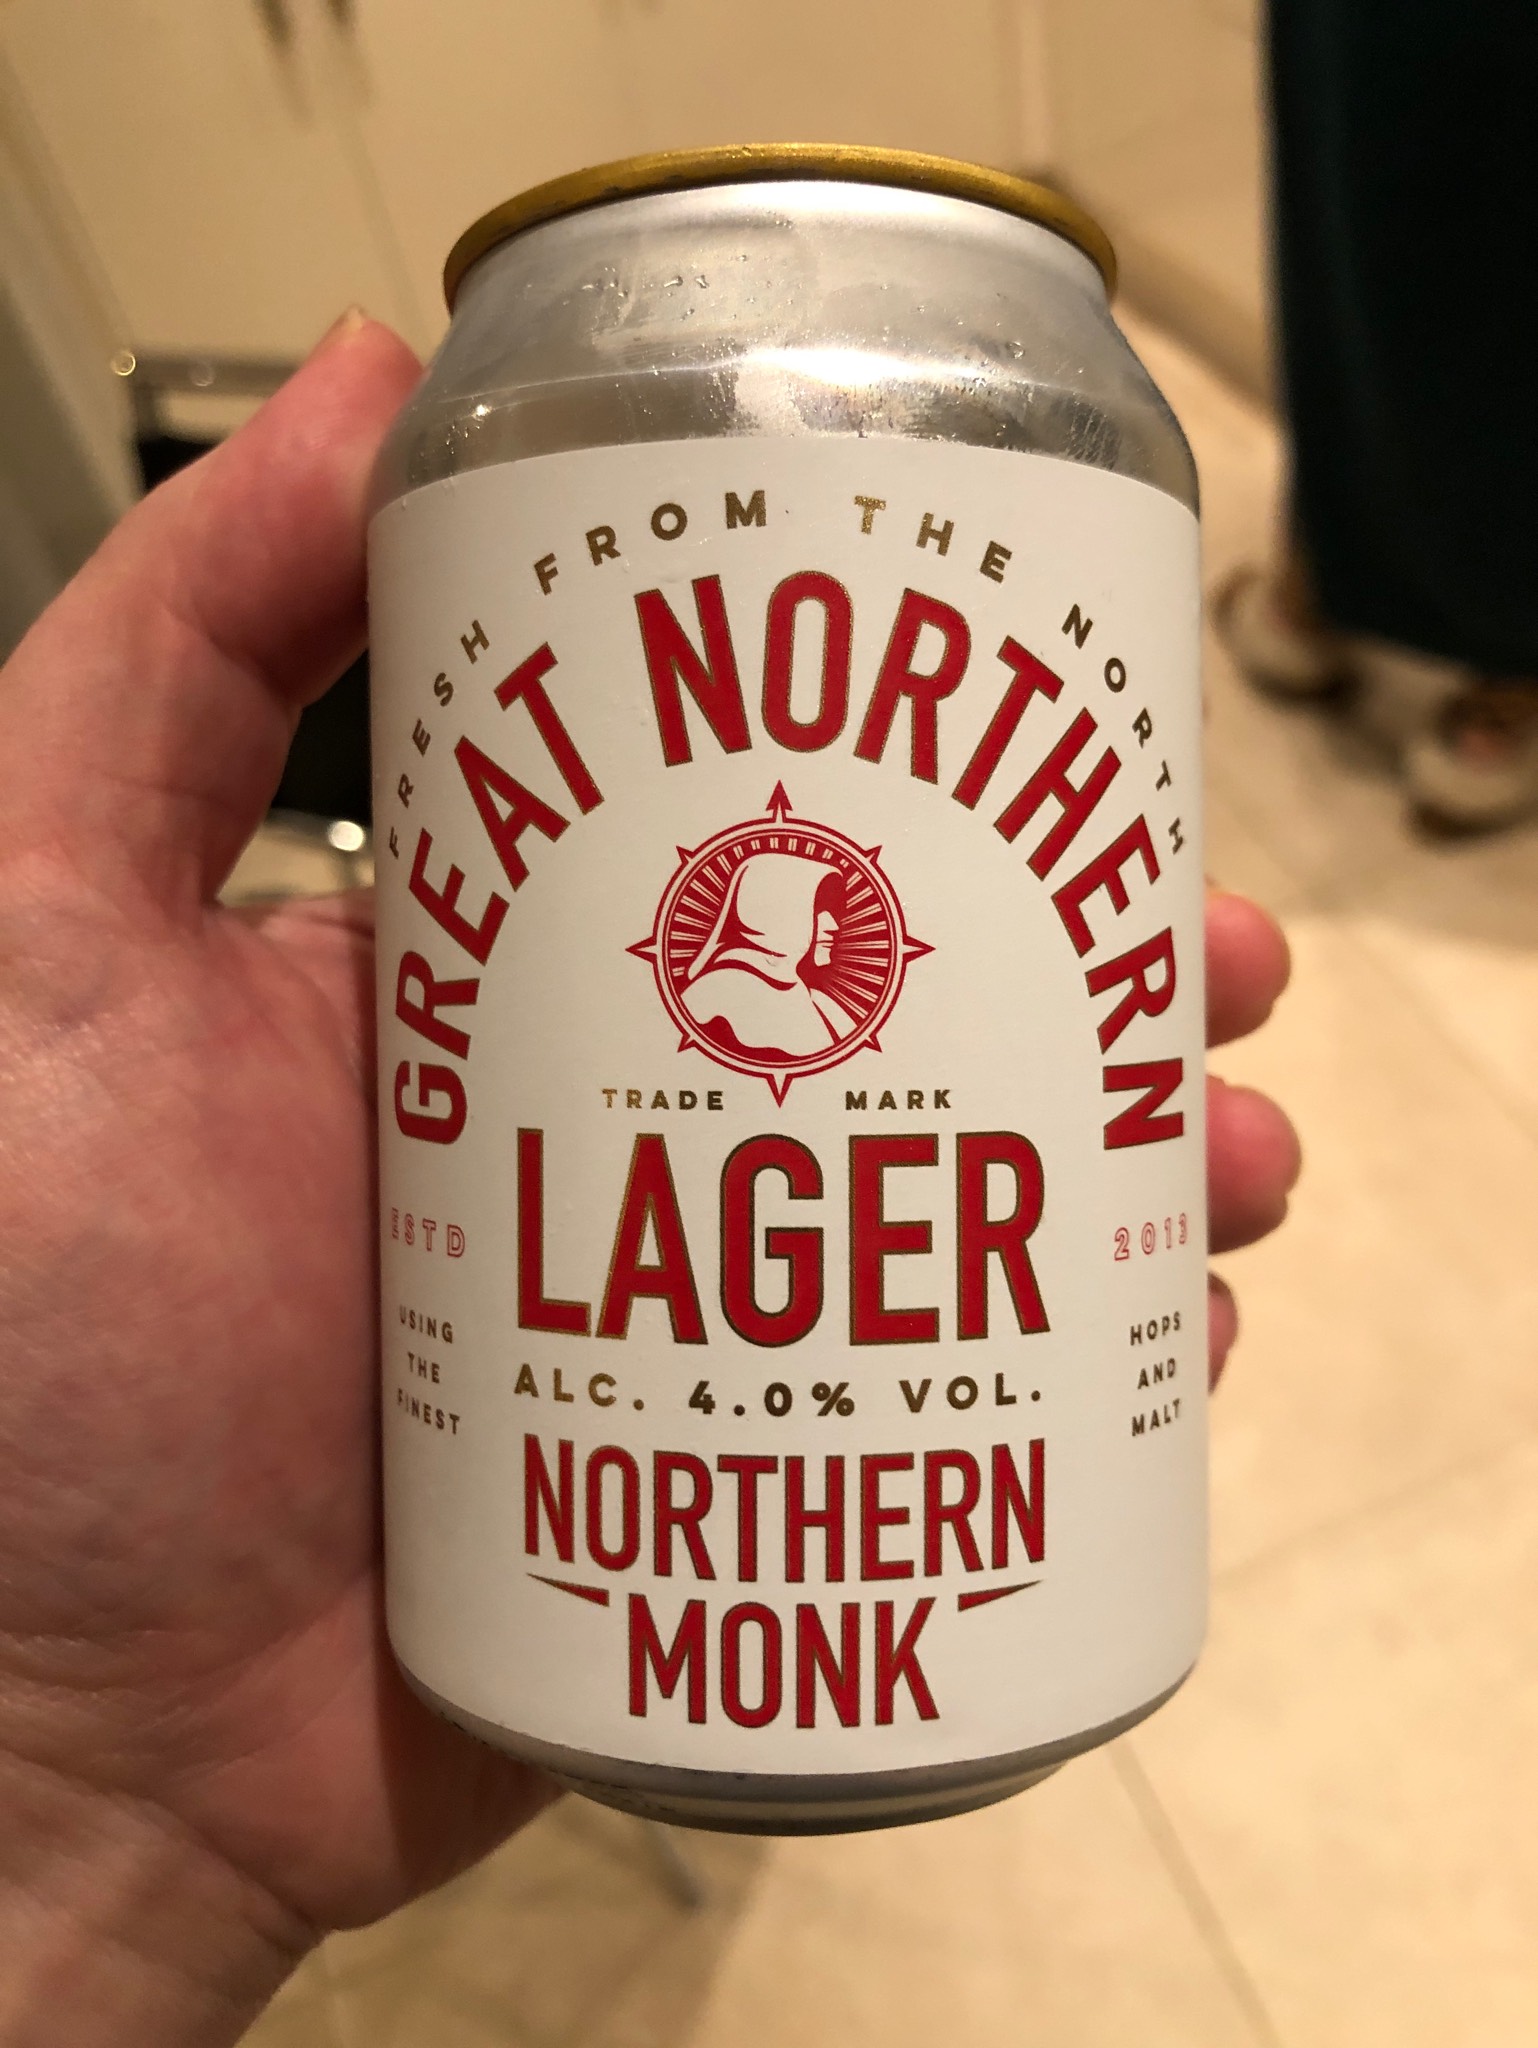 FRESH FROM THE NORTH
GREAT NORTHERN
TRADE MARK
LAGER
ESTD 2013
USING
THE
FINEST
HOPS
AND
MALT
ALC. 4.0% VOL.
NORTHERN
MONK